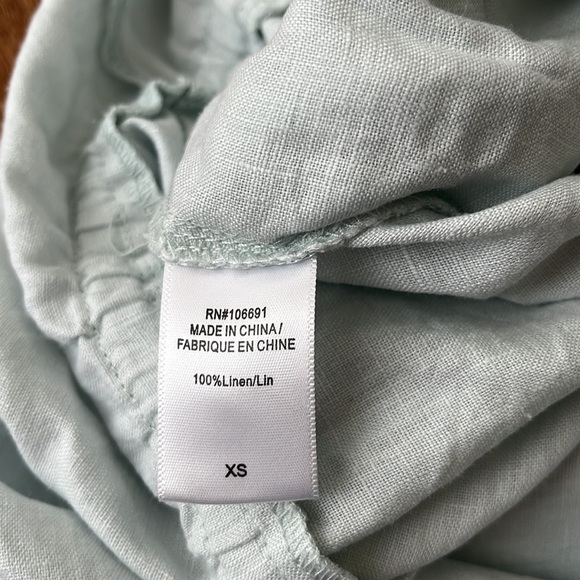 RN#106691
MADE IN CHINA/
FABRIQUE EN CHINE
100%Linen/Lin
XS